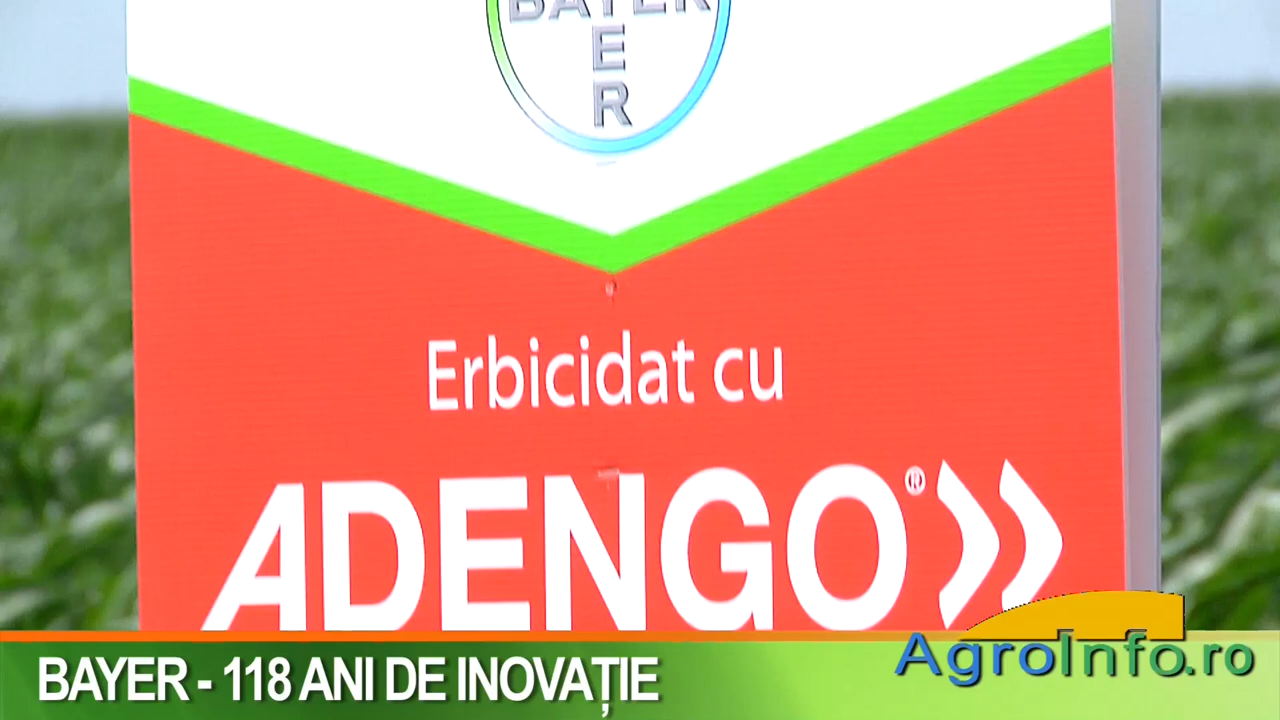 BAYER
E
R
Erbicidat cu
ADENGO®
BAYER - 118 ANI DE INOVAȚIE
AgroInfo.ro